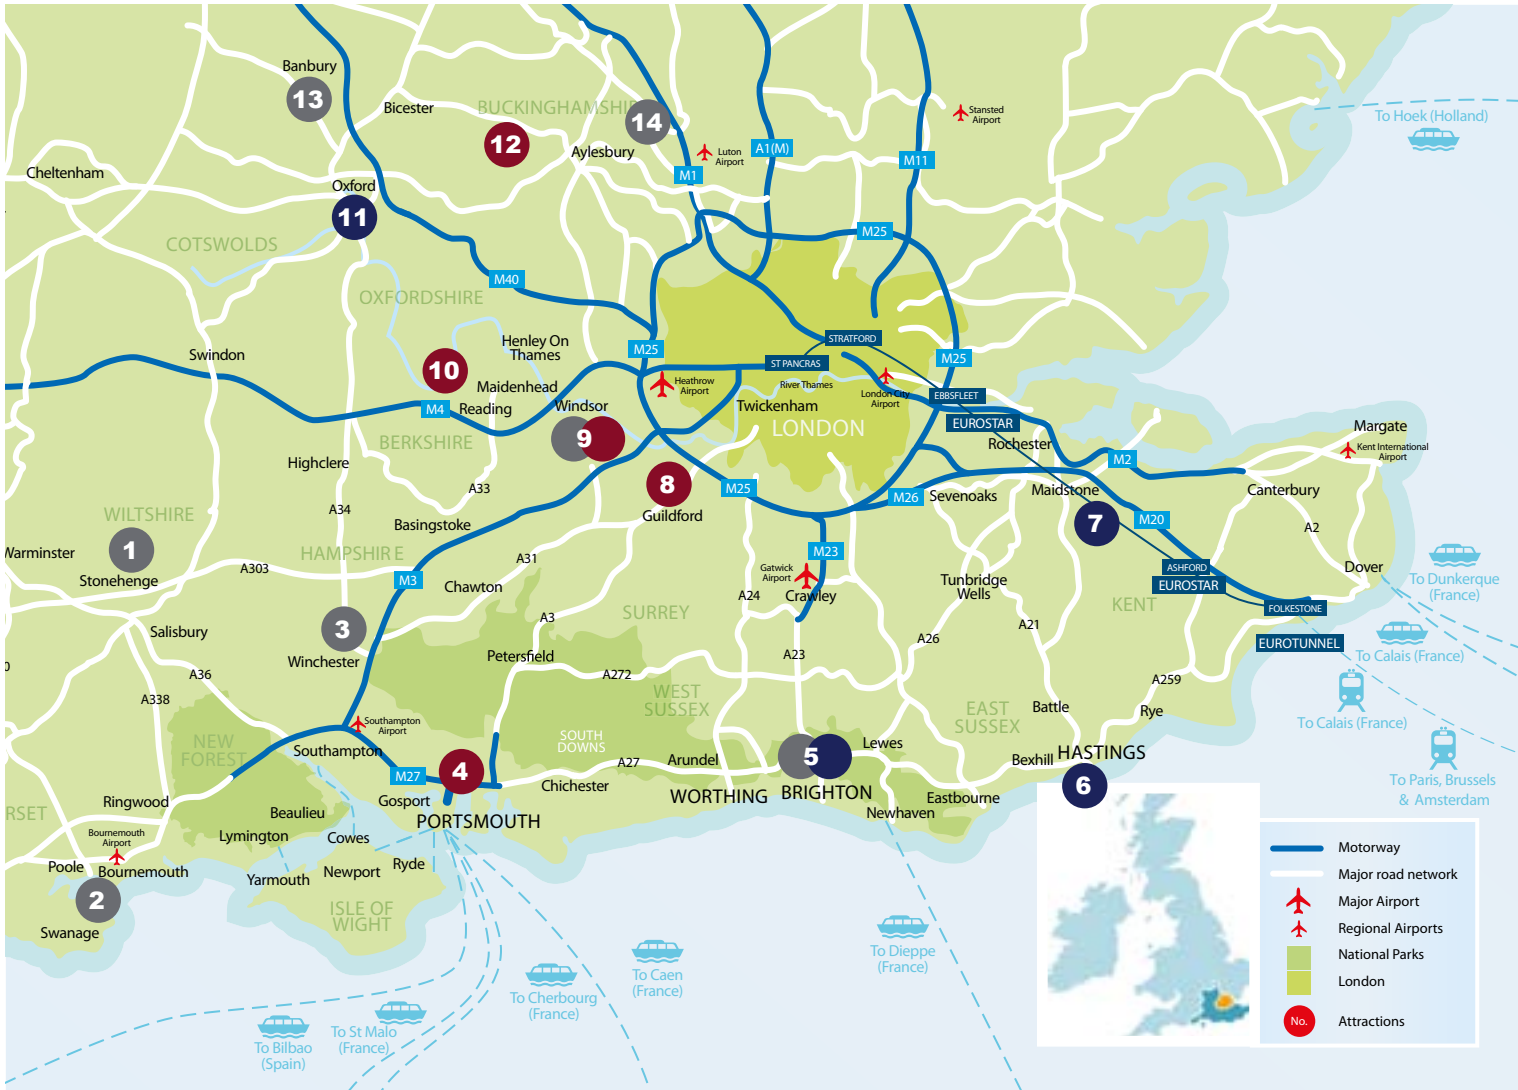 Banbury
13
Bicester
BUCKINGHAMSHI
14
12
Aylesbury
Luton
Airport
A1(M)
M1
M11
Stansted
Airport
To Hoek (Holland)
Cheltenham
Oxford
11
COTSWOLDS
M25
M40
OXFORDSHIRE
Henley On
Thames
Swindon
10
Maidenhead
M4
Reading
BERKSHIRE
Windsor
9
M25
Heathrow
Airport
STRATFORD
ST PANCRAS
River Thames
London City
Airport
M25
EBBSFLEET
EUROSTAR
Twickenham
LONDON
Rochester
M2
Margate
Kent International
Airport
Highclere
A33
A34
Basingstoke
8
Guildford
M25
M26
Sevenoaks
Maidstone
7
M20
Canterbury
A2
Dover
WILTSHIRE
1
Stonehenge
Warminster
A303
HAMPSHIRE
M3
A31
Chawton
M23
Gatwick
Airport
Crawley
A24
Tunbridge
Wells
ASHFORD
EUROSTAR
KENT
FOLKESTONE
EUROTUNNEL
To Dunkerque
(France)
To Calais (France)
To Calais (France)
To Paris, Brussels
& Amsterdam
Salisbury
3
Winchester
A3
SURREY
A26
A21
A23
A36
A338
Petersfield
A272
WEST
SUSSEX
EAST
SUSSEX
A259
Battle
Rye
NEW
FOREST
Southampton
Airport
Southampton
SOUTH
DOWNS
A27
Arundel
5
Lewes
Bexhill
HASTINGS
6
M27
4
Gosport
PORTSMOUTH
Chichester
WORTHING
BRIGHTON
Newhaven
Eastbourne
0
RSET
Ringwood
Beaulieu
Lymington
Cowes
Bournemouth
Airport
Poole
Bournemouth
2
Swanage
Yarmouth
Newport
Ryde
ISLE OF
WIGHT
To Dieppe
(France)
To Caen
(France)
To Cherbourg
(France)
To St Malo
(France)
To Bilbao
(Spain)
Motorway
Major road network
Major Airport
Regional Airports
National Parks
London
No.
Attractions